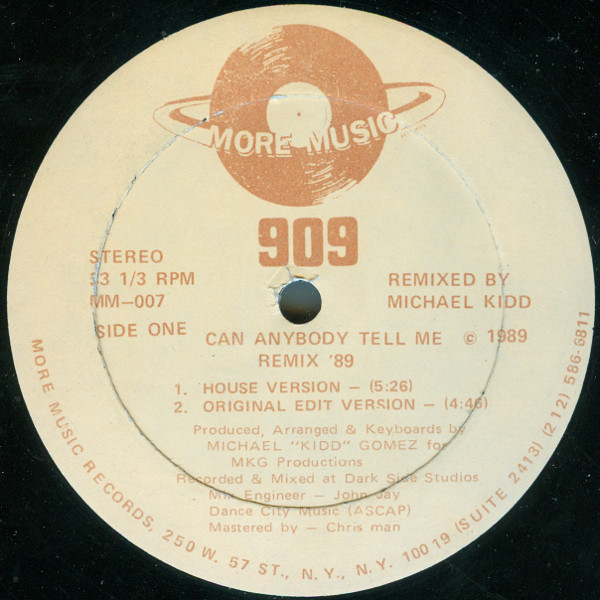 MORE MUSIC
909
STEREO
33 1/3 RPM
MM-007
SIDE ONE
REMIXED BY
MICHAEL KIDD
CAN ANYBODY TELL ME © 1989
REMIX '89
1. HOUSE VERSION - (5:26)
2. ORIGINAL EDIT VERSION - (4:46)
Produced, Arranged & Keyboards by
MICHAEL "KIDD" GOMEZ for
MKG Productions
Recorded & Mixed at Dark Side Studios
Mix Engineer - John Jay
Dance City Music (ASCAP)
Mastered by - Chris man
MORE MUSIC RECORDS, 250 W. 57 ST., N.Y., N.Y. 10019 (SUITE 2413) (212) 586-6811